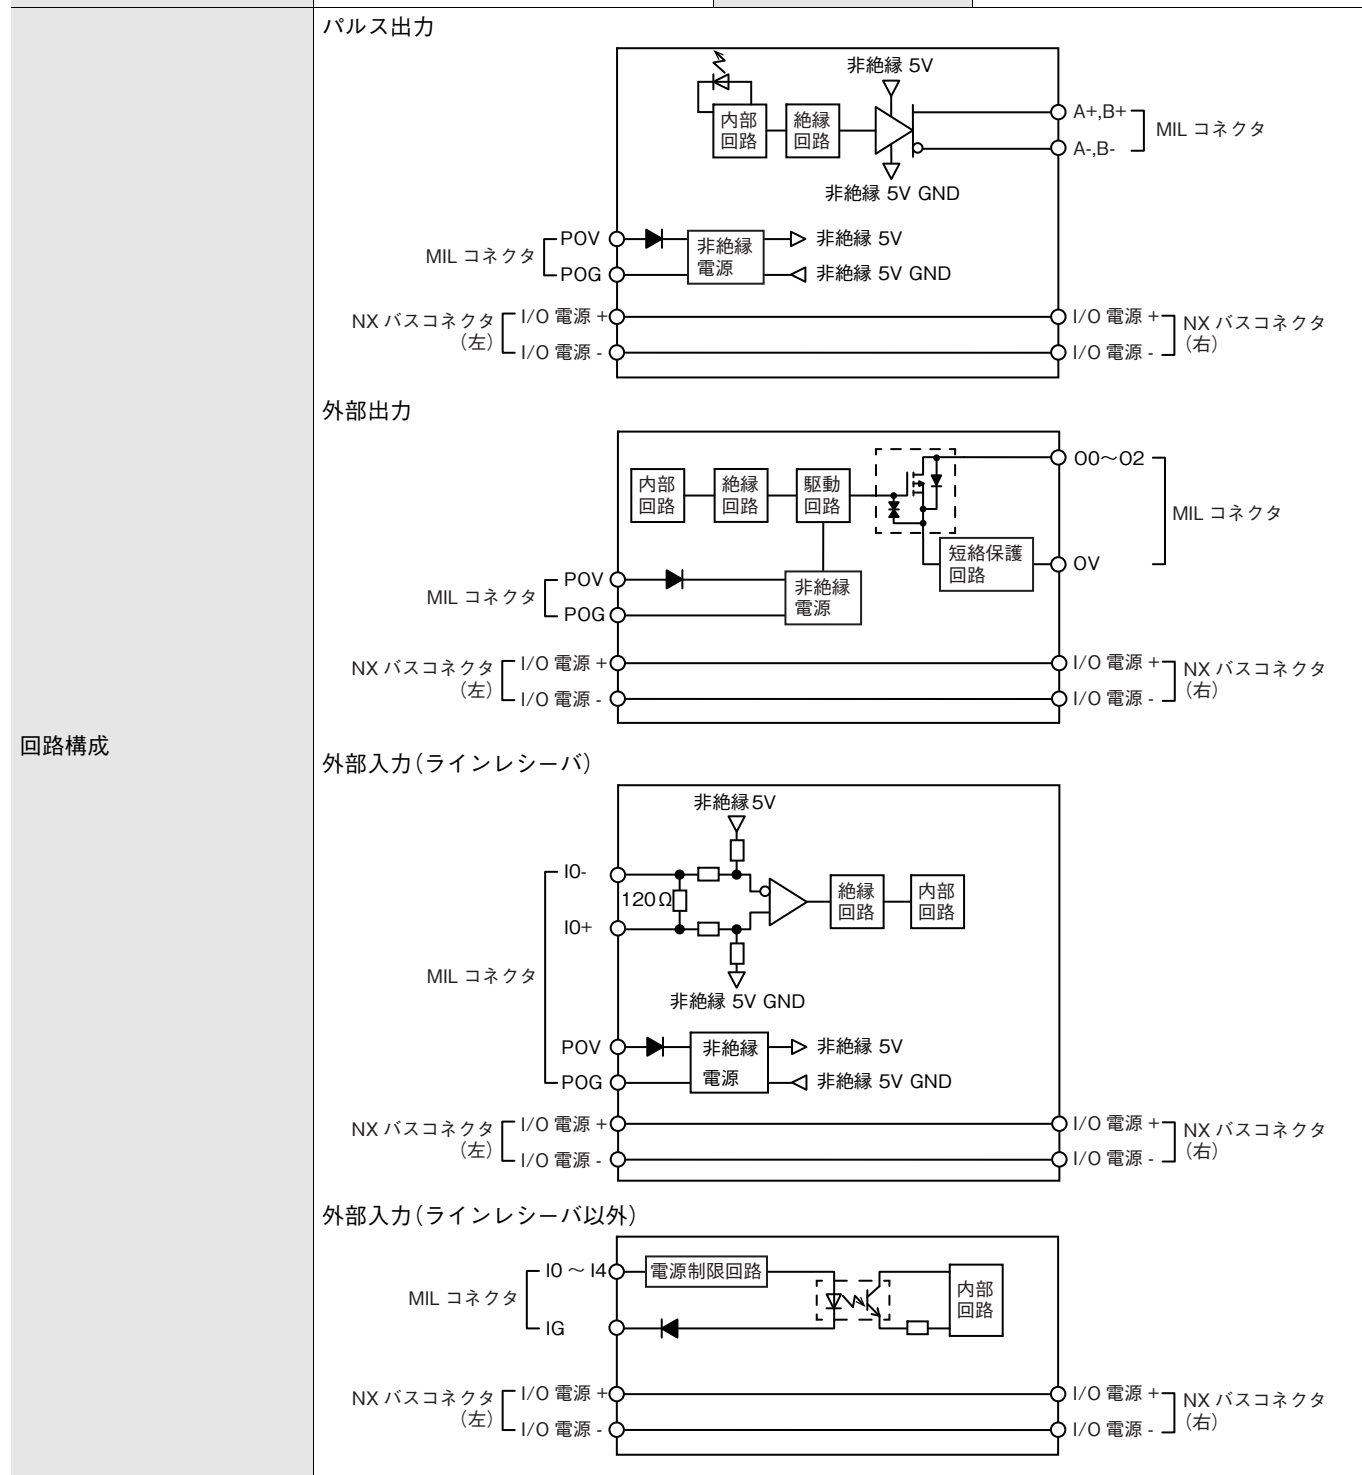 回路構成
パルス出力
非絶縁 5V
内部
回路
絶縁
回路
A+,B+
A-,B-
MIL コネクタ
非絶縁 5V GND
MIL コネクタ
POV
POG
非絶縁
電源
非絶縁 5V
非絶縁 5V GND
NX バスコネクタ
(左)
I/O 電源 +
I/O 電源 -
I/O 電源 +
I/O 電源 -
NX バスコネクタ
(右)
外部出力
内部
回路
絶縁
回路
駆動
回路
O0～O2
MIL コネクタ
短絡保護
回路
0V
MIL コネクタ
POV
POG
非絶縁
電源
NX バスコネクタ
(左)
I/O 電源 +
I/O 電源 -
I/O 電源 +
I/O 電源 -
NX バスコネクタ
(右)
外部入力(ラインレシーバ)
非絶縁5V
I0-
120Ω
I0+
絶縁
回路
内部
回路
MIL コネクタ
非絶縁 5V GND
POV
POG
非絶縁
電源
非絶縁 5V
非絶縁 5V GND
NX バスコネクタ
(左)
I/O 電源 +
I/O 電源 -
I/O 電源 +
I/O 電源 -
NX バスコネクタ
(右)
外部入力(ラインレシーバ以外)
I0 ～ I4
MIL コネクタ
IG
電源制限回路
内部
回路
NX バスコネクタ
(左)
I/O 電源 +
I/O 電源 -
I/O 電源 +
I/O 電源 -
NX バスコネクタ
(右)